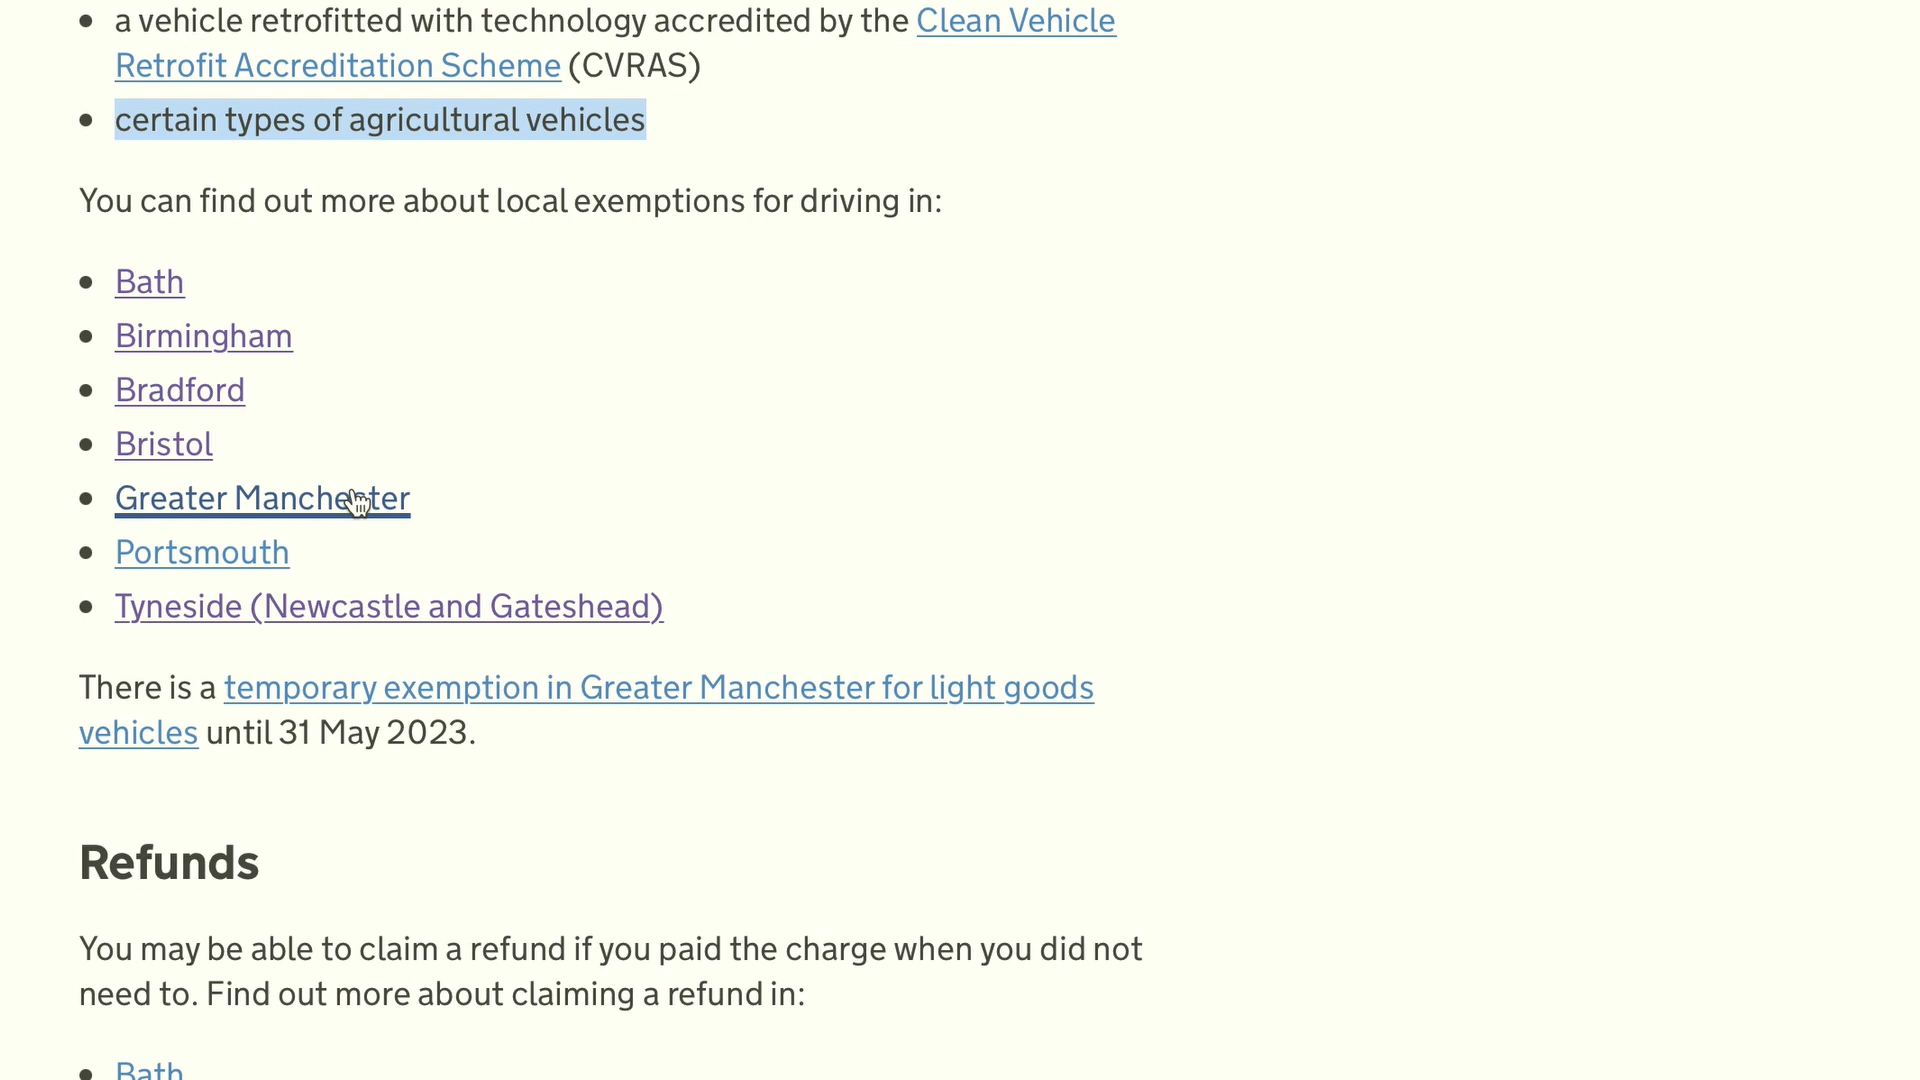 a vehicle retrofitted with technology accredited by the Clean Vehicle
Retrofit Accreditation Scheme (CVRAS)
certain types of agricultural vehicles
You can find out more about local exemptions for driving in:
Bath
Birmingham
Bradford
Bristol
Greater Manchester
Portsmouth
Tyneside (Newcastle and Gateshead)
There is a temporary exemption in Greater Manchester for light goods
vehicles until 31 May 2023.
Refunds
You may be able to claim a refund if you paid the charge when you did not
need to. Find out more about claiming a refund in:
Bath